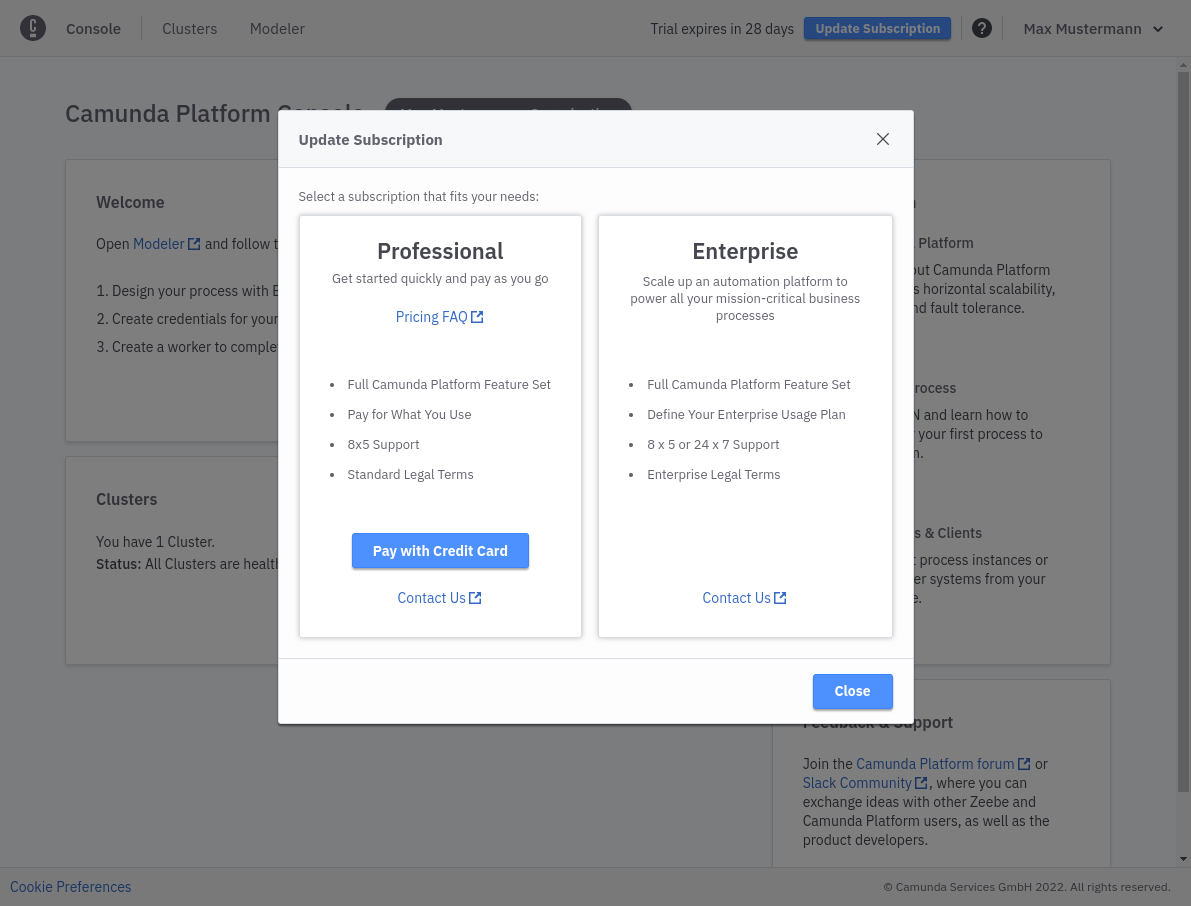 Console
Clusters
Modeler
Trial expires in 28 days
Update Subscription
Max Mustermann
Camunda Platform Console
Update Subscription
Select a subscription that fits your needs:
Professional
Get started quickly and pay as you go
Pricing FAQ
Full Camunda Platform Feature Set
Pay for What You Use
8x5 Support
Standard Legal Terms
Pay with Credit Card
Contact Us
Enterprise
Scale up an automation platform to
power all your mission-critical business
processes
Full Camunda Platform Feature Set
Define Your Enterprise Usage Plan
8 x 5 or 24 x 7 Support
Enterprise Legal Terms
Contact Us
Close
Welcome
Open Modeler and follow
1. Design your process with
2. Create credentials for your
3. Create a worker to
Clusters
You have 1 Cluster.
Status: All Clusters are
Platform
Camunda Platform
horizontal scalability,
fault tolerance.
and learn how to
your first process to
& Clients
process instances or
systems from your
Feedback & Support
Join the Camunda Platform forum or
Slack Community, where you can
exchange ideas with other Zeebe and
Camunda Platform users, as well as the
product developers.
Cookie Preferences
© Camunda Services GmbH 2022. All rights reserved.